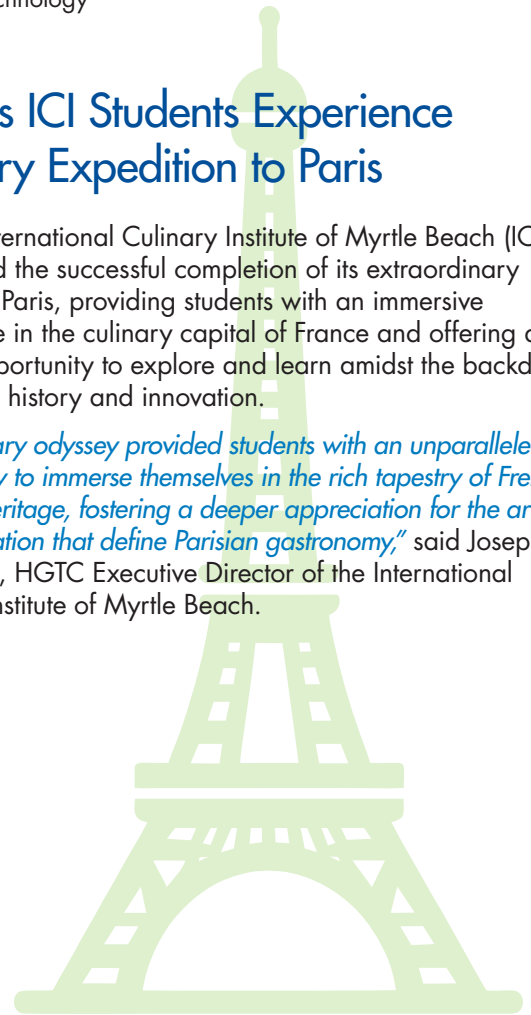 chnology
s ICI Students Experience
ry Expedition to Paris
ernational Culinary Institute of Myrtle Beach (IC
d the successful completion of its extraordinary
Paris, providing students with an immersive
e in the culinary capital of France and offering a
portunity to explore and learn amidst the backd
history and innovation.
ary odyssey provided students with an unparallele
y to immerse themselves in the rich tapestry of Fre
eritage, fostering a deeper appreciation for the ar
ation that define Parisian gastronomy,” said Josep
, HGTC Executive Director of the International
nstitute of Myrtle Beach.